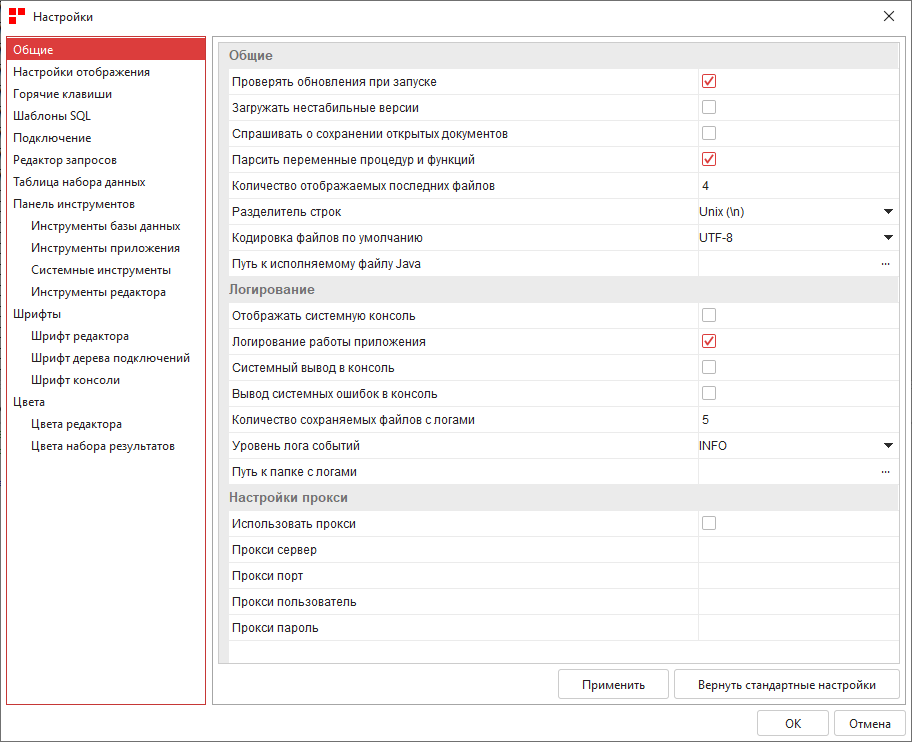 Настройки
Общие
Настройки отображения
Горячие клавиши
Шаблоны SQL
Подключение
Редактор запросов
Таблица набора данных
Панель инструментов
Инструменты базы данных
Инструменты приложения
Системные инструменты
Инструменты редактора
Шрифты
Шрифт редактора
Шрифт дерева подключений
Шрифт консоли
Цвета
Цвета редактора
Цвета набора результатов
Общие
Проверять обновления при запуске
Загружать нестабильные версии
Спрашивать о сохранении открытых документов
Парсить переменные процедур и функций
Количество отображаемых последних файлов 4
Разделитель строк Unix (\n)
Кодировка файлов по умолчанию UTF-8
Путь к исполняемому файлу Java ...
Логирование
Отображать системную консоль
Логирование работы приложения
Системный вывод в консоль
Вывод системных ошибок в консоль
Количество сохраняемых файлов с логами 5
Уровень лога событий INFO
Путь к папке с логами ...
Настройки прокси
Использовать прокси
Прокси сервер
Прокси порт
Прокси пользователь
Прокси пароль
Применить Вернуть стандартные настройки
OK Отмена